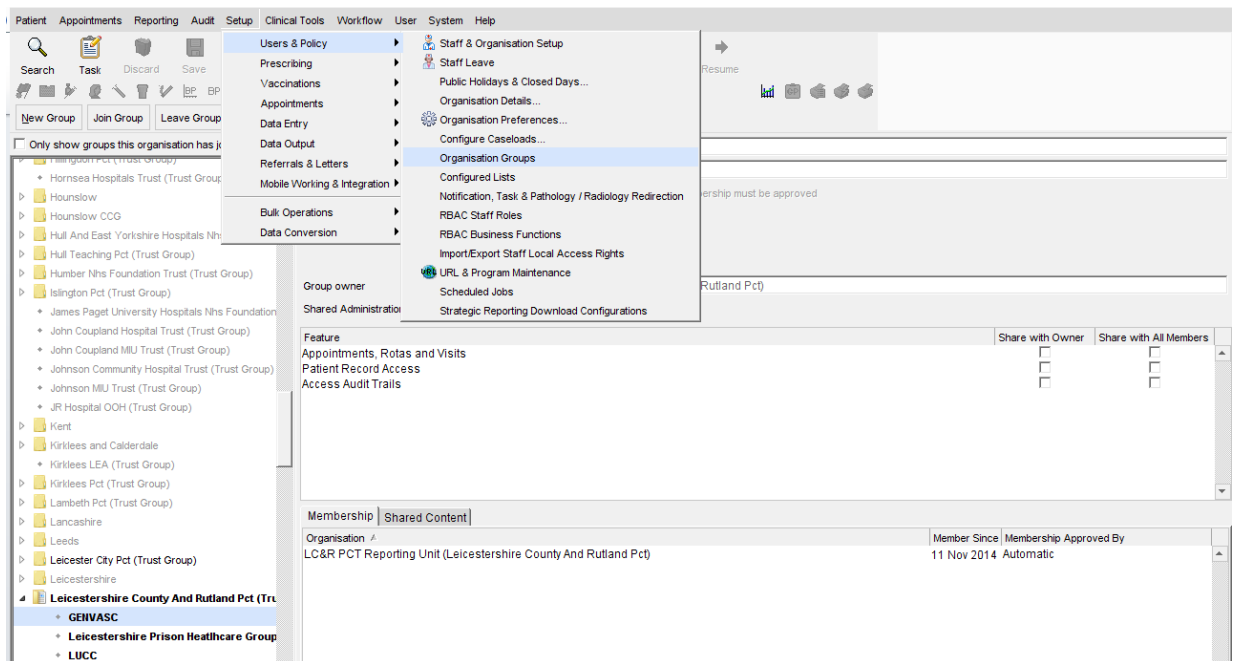 Patient Appointments Reporting Audit Setup Clinical Tools Workflow User System Help
Search Task Discard Save
Resume
BP BP
New Group Join Group Leave Group
Only show groups this organisation has jo
Users & Policy
Prescribing
Vaccinations
Appointments
Data Entry
Data Output
Referrals & Letters
Mobile Working & Integration
Bulk Operations
Data Conversion
Staff & Organisation Setup
Staff Leave
Public Holidays & Closed Days...
Organisation Details...
Organisation Preferences...
Configure Caseloads...
Organisation Groups
Configured Lists
Notification, Task & Pathology / Radiology Redirection
RBAC Staff Roles
RBAC Business Functions
Import/Export Staff Local Access Rights
URL & Program Maintenance
Scheduled Jobs
Strategic Reporting Download Configurations
Hillingdon Pct (Trust Group)
Hornsea Hospitals Trust (Trust Group
Hounslow
Hounslow CCG
Hull And East Yorkshire Hospitals Nh
Hull Teaching Pct (Trust Group)
Humber Nhs Foundation Trust (Trust Group)
Islington Pct (Trust Group)
James Paget University Hospitals Nhs Foundation
John Coupland Hospital Trust (Trust Group)
John Coupland MIU Trust (Trust Group)
Johnson Community Hospital Trust (Trust Group)
Johnson MIU Trust (Trust Group)
JR Hospital OOH (Trust Group)
Kent
Kirklees and Calderdale
Kirklees LEA (Trust Group)
Kirklees Pct (Trust Group)
Lambeth Pct (Trust Group)
Lancashire
Leeds
Leicester City Pct (Trust Group)
Leicestershire
Leicestershire County And Rutland Pct (Tru
GENVASC
Leicestershire Prison Heatlhcare Group
LUCC
ership must be approved
Group owner
Rutland Pct)
Shared Administration
Feature Share with Owner Share with All Members
Appointments, Rotas and Visits
Patient Record Access
Access Audit Trails
Membership Shared Content
Organisation Member Since Membership Approved By
LC&R PCT Reporting Unit (Leicestershire County And Rutland Pct) 11 Nov 2014 Automatic